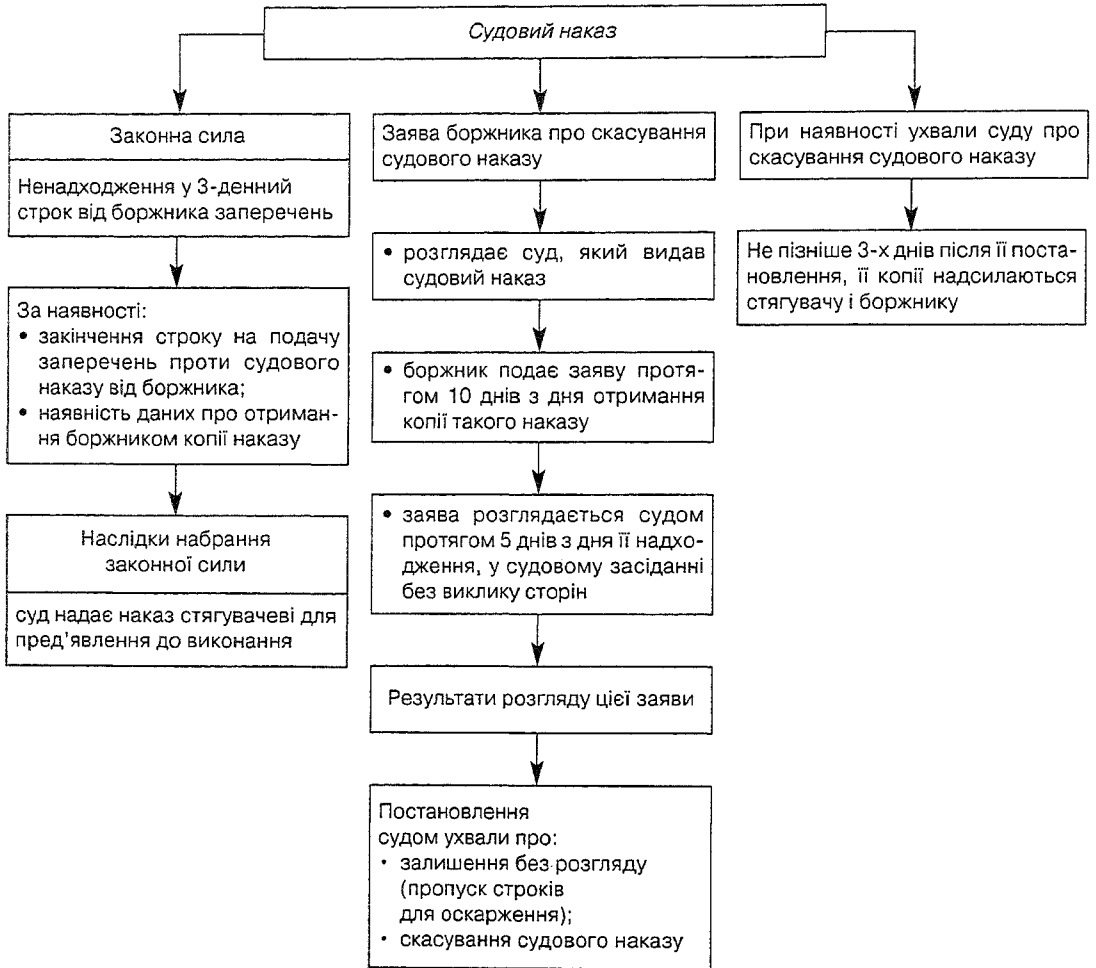 Судовий наказ
Законна сила
Ненадходження у 3-денний
строк від боржника заперечень
За наявності:
• закінчення строку на подачу
заперечень проти судового
наказу від боржника;
• наявність даних про отриман-
ня боржником копії наказу
Наслідки набрання
законної сили
суд надає наказ стягувачеві для
пред'явлення до виконання
Заява боржника про скасування
судового наказу
• розглядає суд, який видав
судовий наказ
• боржник подає заяву протя-
гом 10 днів з дня отримання
копії такого наказу
• заява розглядається судом
протягом 5 днів з дня її надхо-
дження, у судовому засіданні
без виклику сторін
Результати розгляду цієї заяви
Постановлення
судом ухвали про:
• залишення без розгляду
(пропуск строків
для оскарження);
• скасування судового наказу
При наявності ухвали суду про
скасування судового наказу
Не пізніше 3-х днів після її поста-
новлення, її копії надсилаються
стягувачу і боржнику